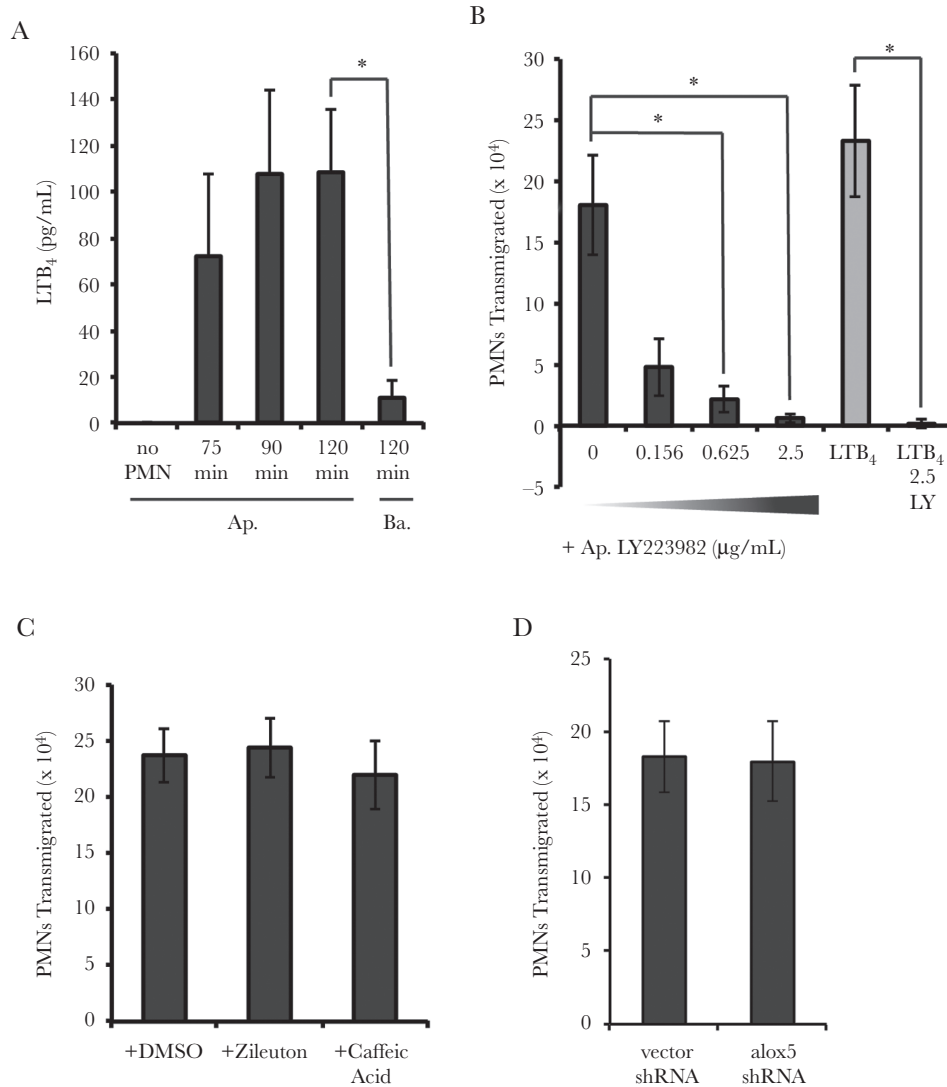 A
160
140
120
100
80
60
40
20
0
LTB4 (pg/mL)
*
no PMN
75 min
90 min
120 min
120 min
Ap.
Ba.
B
30
25
20
15
10
5
0
−5
PMNs Transmigrated (x 10⁴)
*
*
*
0
0.156
0.625
2.5
LTB4
LTB4 2.5 LY
+ Ap. LY223982 (μg/mL)
C
30
25
20
15
10
5
0
PMNs Transmigrated (x 10⁴)
+DMSO
+Zileuton
+Caffeic Acid
D
25
20
15
10
5
0
PMNs Transmigrated (x 10⁴)
vector shRNA
alox5 shRNA